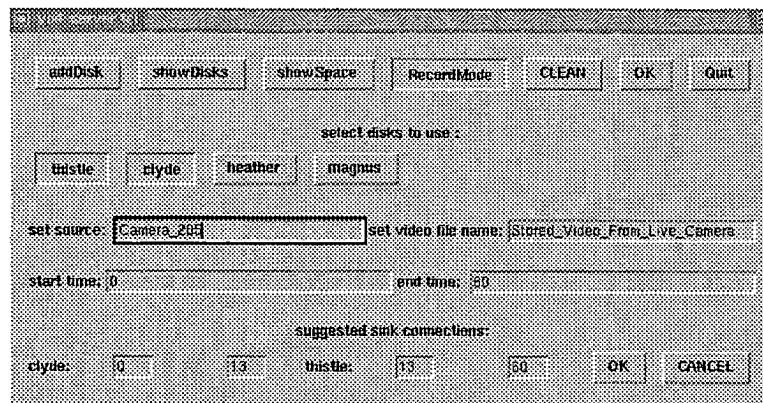 addDisk showDisks showSpace RecordMode CLEAN OK Quit
select disks to use :
thistle clyde heather magnus
set source: Camera_205 set video file name: Stored_Video_From_Live_Camera
start time: 0 end time: 60
suggested sink connections:
clyde: 0 13 thistle: 13 60 OK CANCEL